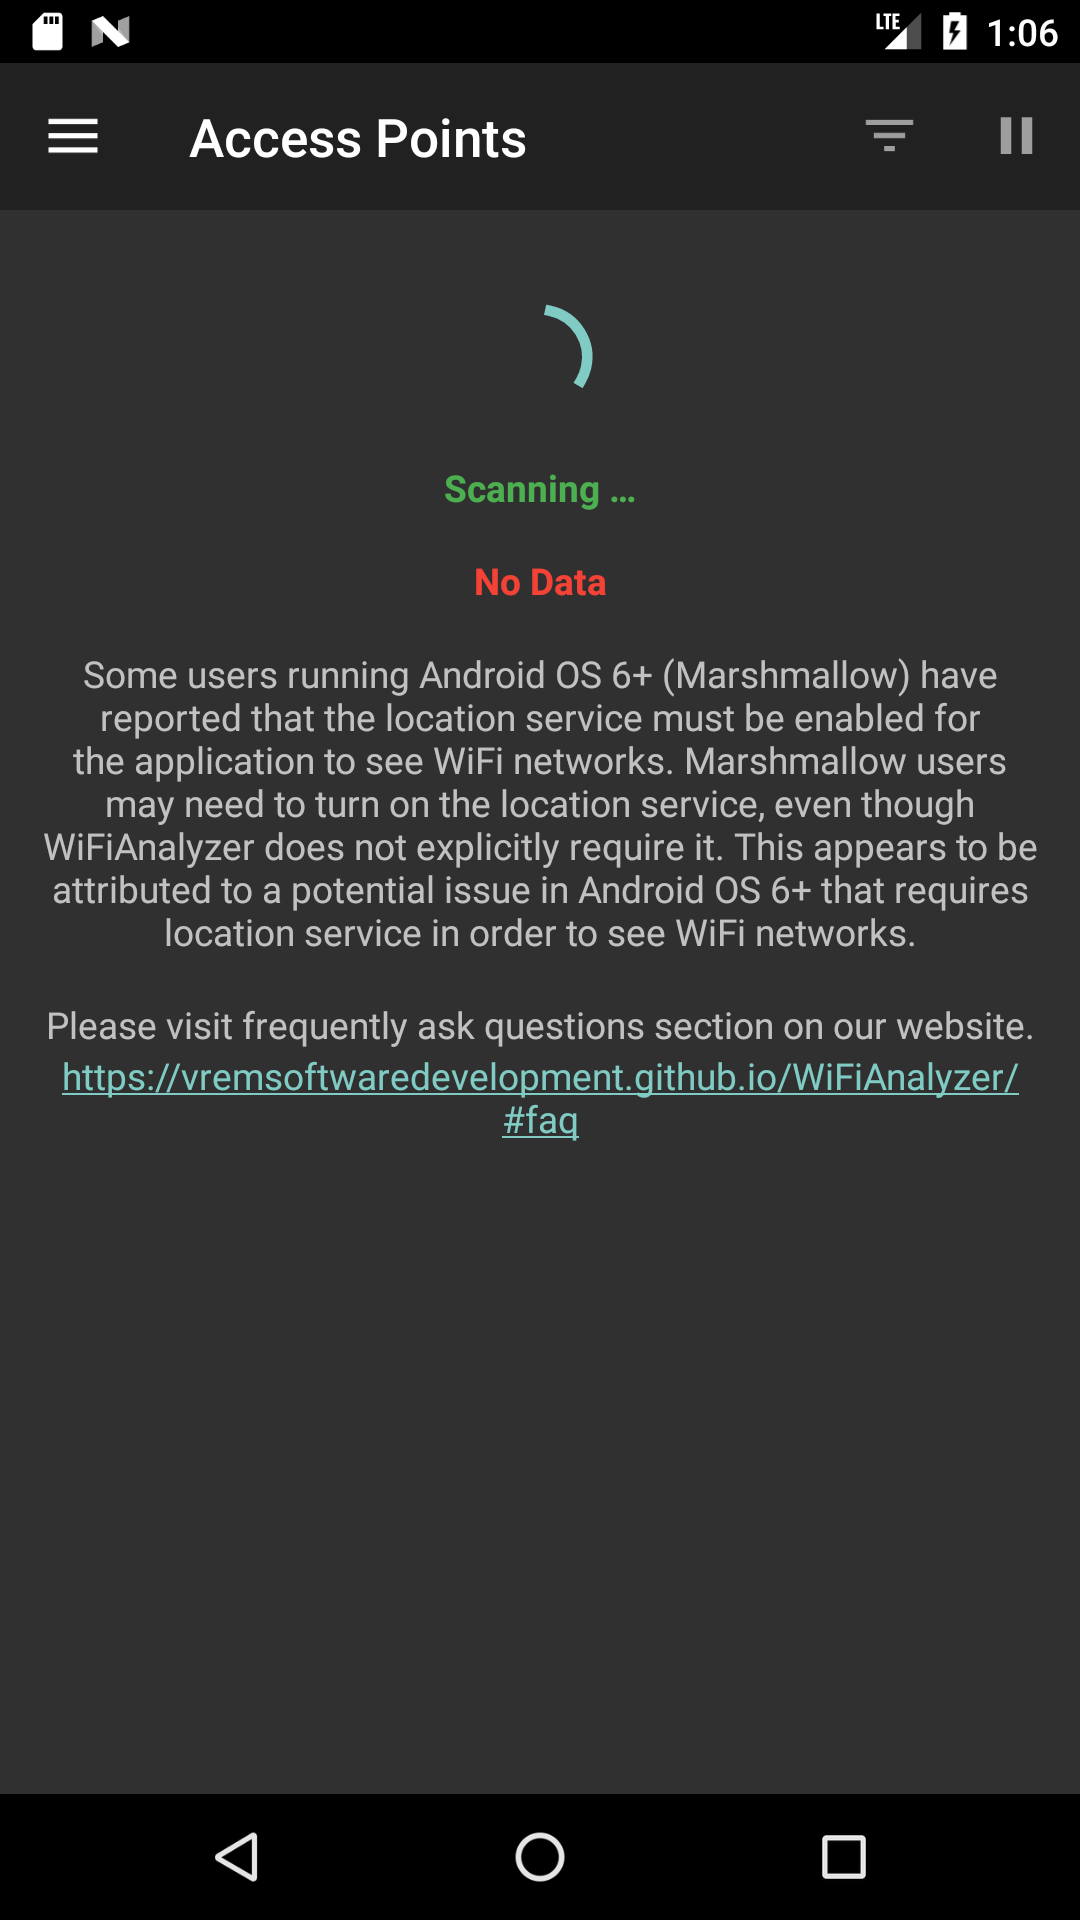 LTE 1:06
Access Points
Scanning ...
No Data
Some users running Android OS 6+ (Marshmallow) have
reported that the location service must be enabled for
the application to see WiFi networks. Marshmallow users
may need to turn on the location service, even though
WiFiAnalyzer does not explicitly require it. This appears to be
attributed to a potential issue in Android OS 6+ that requires
location service in order to see WiFi networks.
Please visit frequently ask questions section on our website.
https://vremsoftwaredevelopment.github.io/WiFiAnalyzer/
#faq